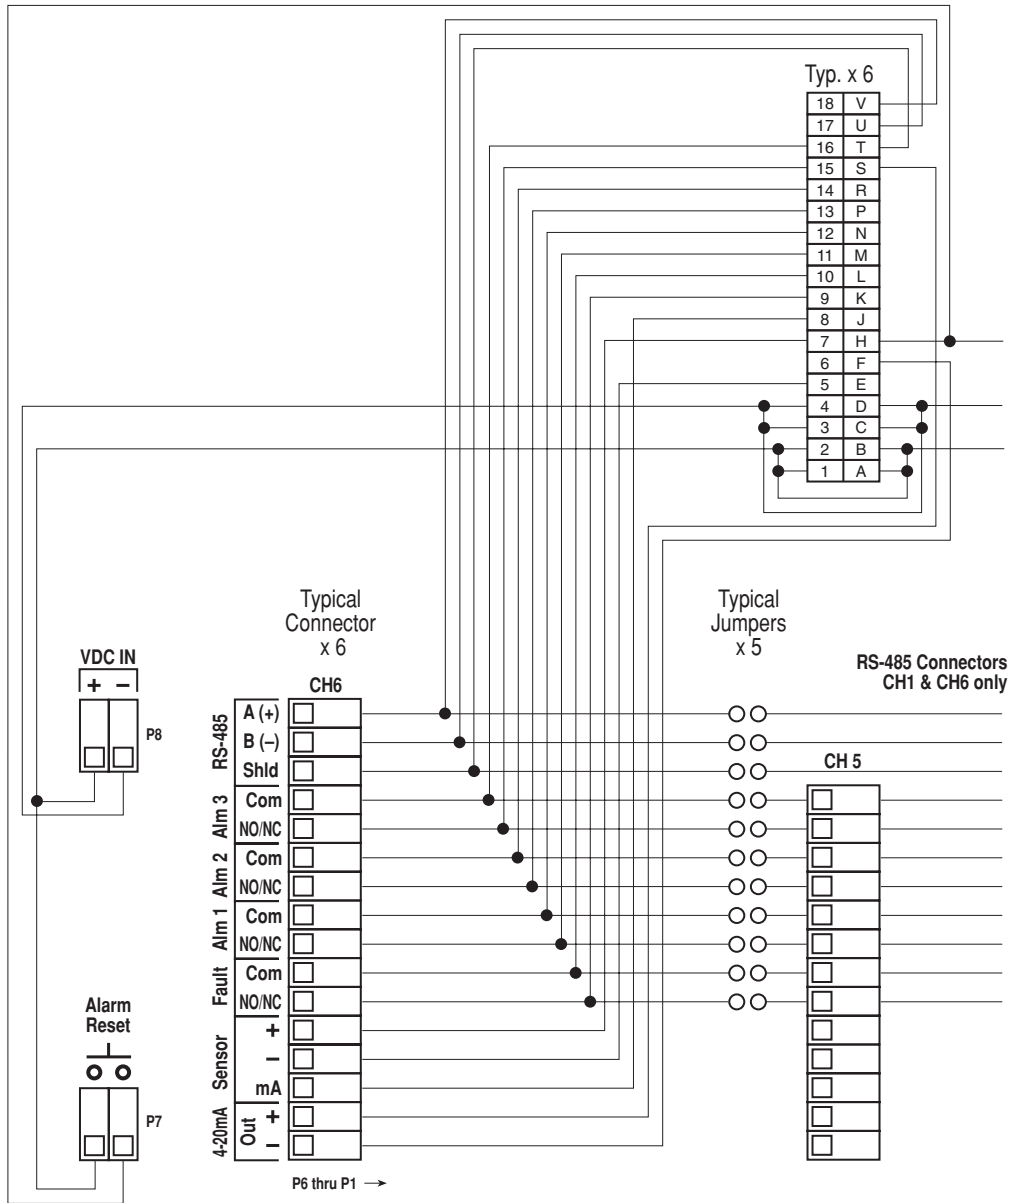 Typ. x 6
18 V
17 U
16 T
15 S
14 R
13 P
12 N
11 M
10 L
9 K
8 J
7 H
6 F
5 E
4 D
3 C
2 B
1 A
Typical
Connector
x 6
Typical
Jumpers
x 5
RS-485 Connectors
CH1 & CH6 only
VDC IN
+ –
P8
CH6
CH 5
RS-485
A (+)
B (–)
Shld
Alm 3
Com
NO/NC
Alm 2
Com
NO/NC
Alm 1
Com
NO/NC
Fault
Com
NO/NC
Sensor
+
–
mA
4-20mA
Out
+
–
Alarm
Reset
P7
P6 thru P1 →